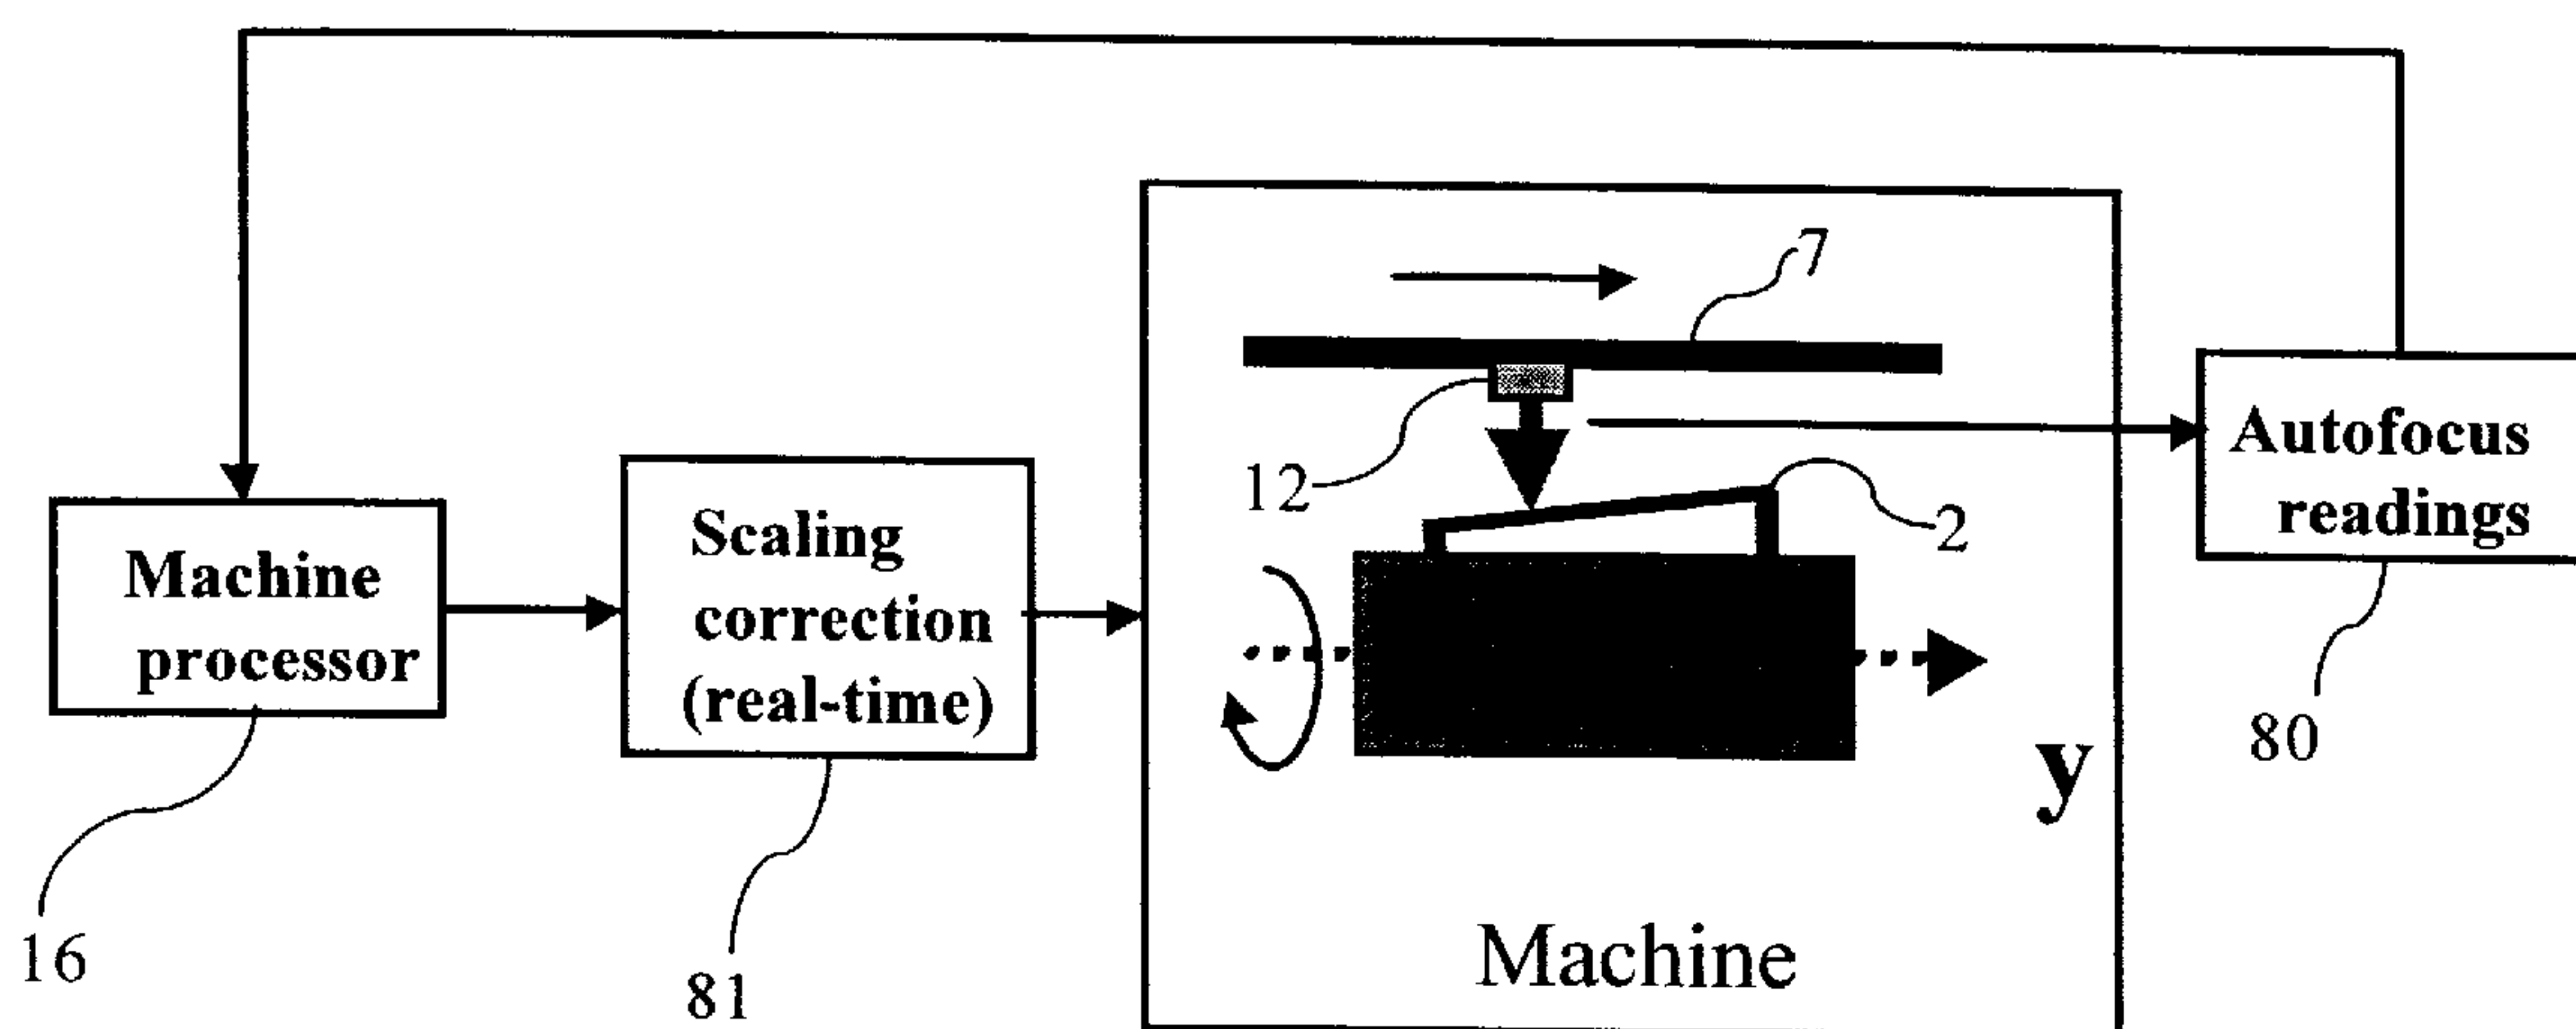 7
12
Autofocus
readings
2
Scaling
correction
(real-time)
Machine
processor
y
80
16
81
Machine